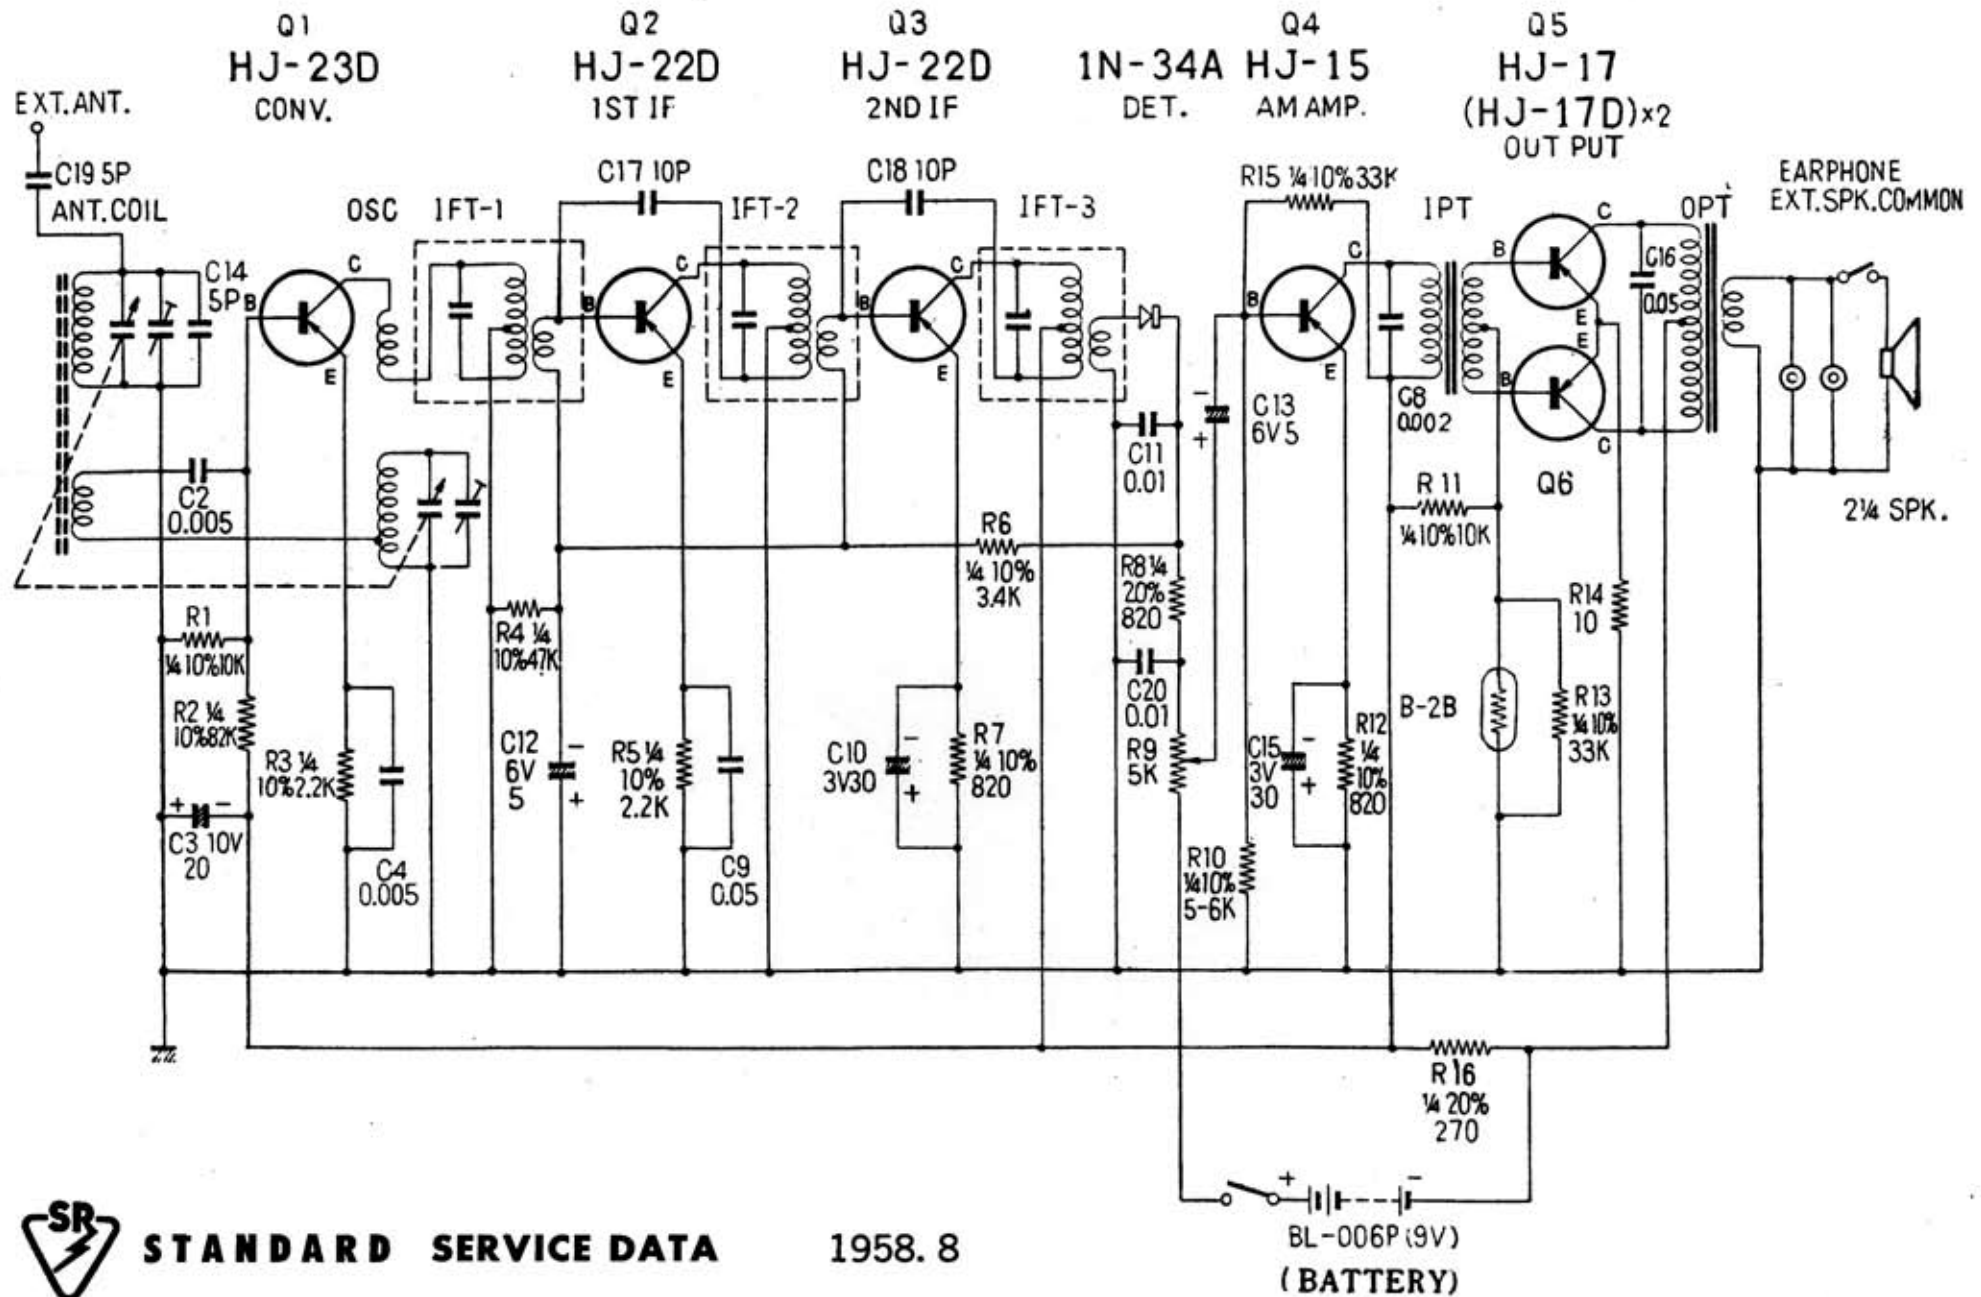 Q1
HJ-23D
CONV.
Q2
HJ-22D
1ST IF
Q3
HJ-22D
2ND IF
1N-34A
DET.
Q4
HJ-15
AM AMP.
Q5
HJ-17
(HJ-17D)×2
OUT PUT
EXT.ANT.
C19 5P
ANT.COIL
C14
5P
OSC
IFT-1
C17 10P
IFT-2
C18 10P
IFT-3
R15 ¼ 10% 33K
IPT
OPT
EARPHONE
EXT.SPK.COMMON
B
C
E
B
C
E
B
C
E
B
C
E
B
C
E
E
B
C
C16
0.05
C2
0.005
C11
0.01
- +
C13
6V 5
C8
0.002
Q6
2¼ SPK.
R 11
¼ 10% 10K
R6
¼ 10%
3.4K
R8 ¼
20%
820
R14
10
R1
¼ 10% 10K
R4 ¼
10% 47K
C20
0.01
R2 ¼
10% 82K
R3 ¼
10% 2.2K
C12
6V
5
- +
R5 ¼
10%
2.2K
C10
3V30
- +
R7
¼ 10%
820
R9
5K
C15
3V
30
- +
R12
¼
10%
820
B-2B
R13
¼ 10%
33K
+ -
C3 10V
20
C4
0.005
C9
0.05
R10
¼ 10%
5-6K
R 16
¼ 20%
270
+ -
BL-006P (9V)
(BATTERY)
SR
STANDARD SERVICE DATA 1958. 8